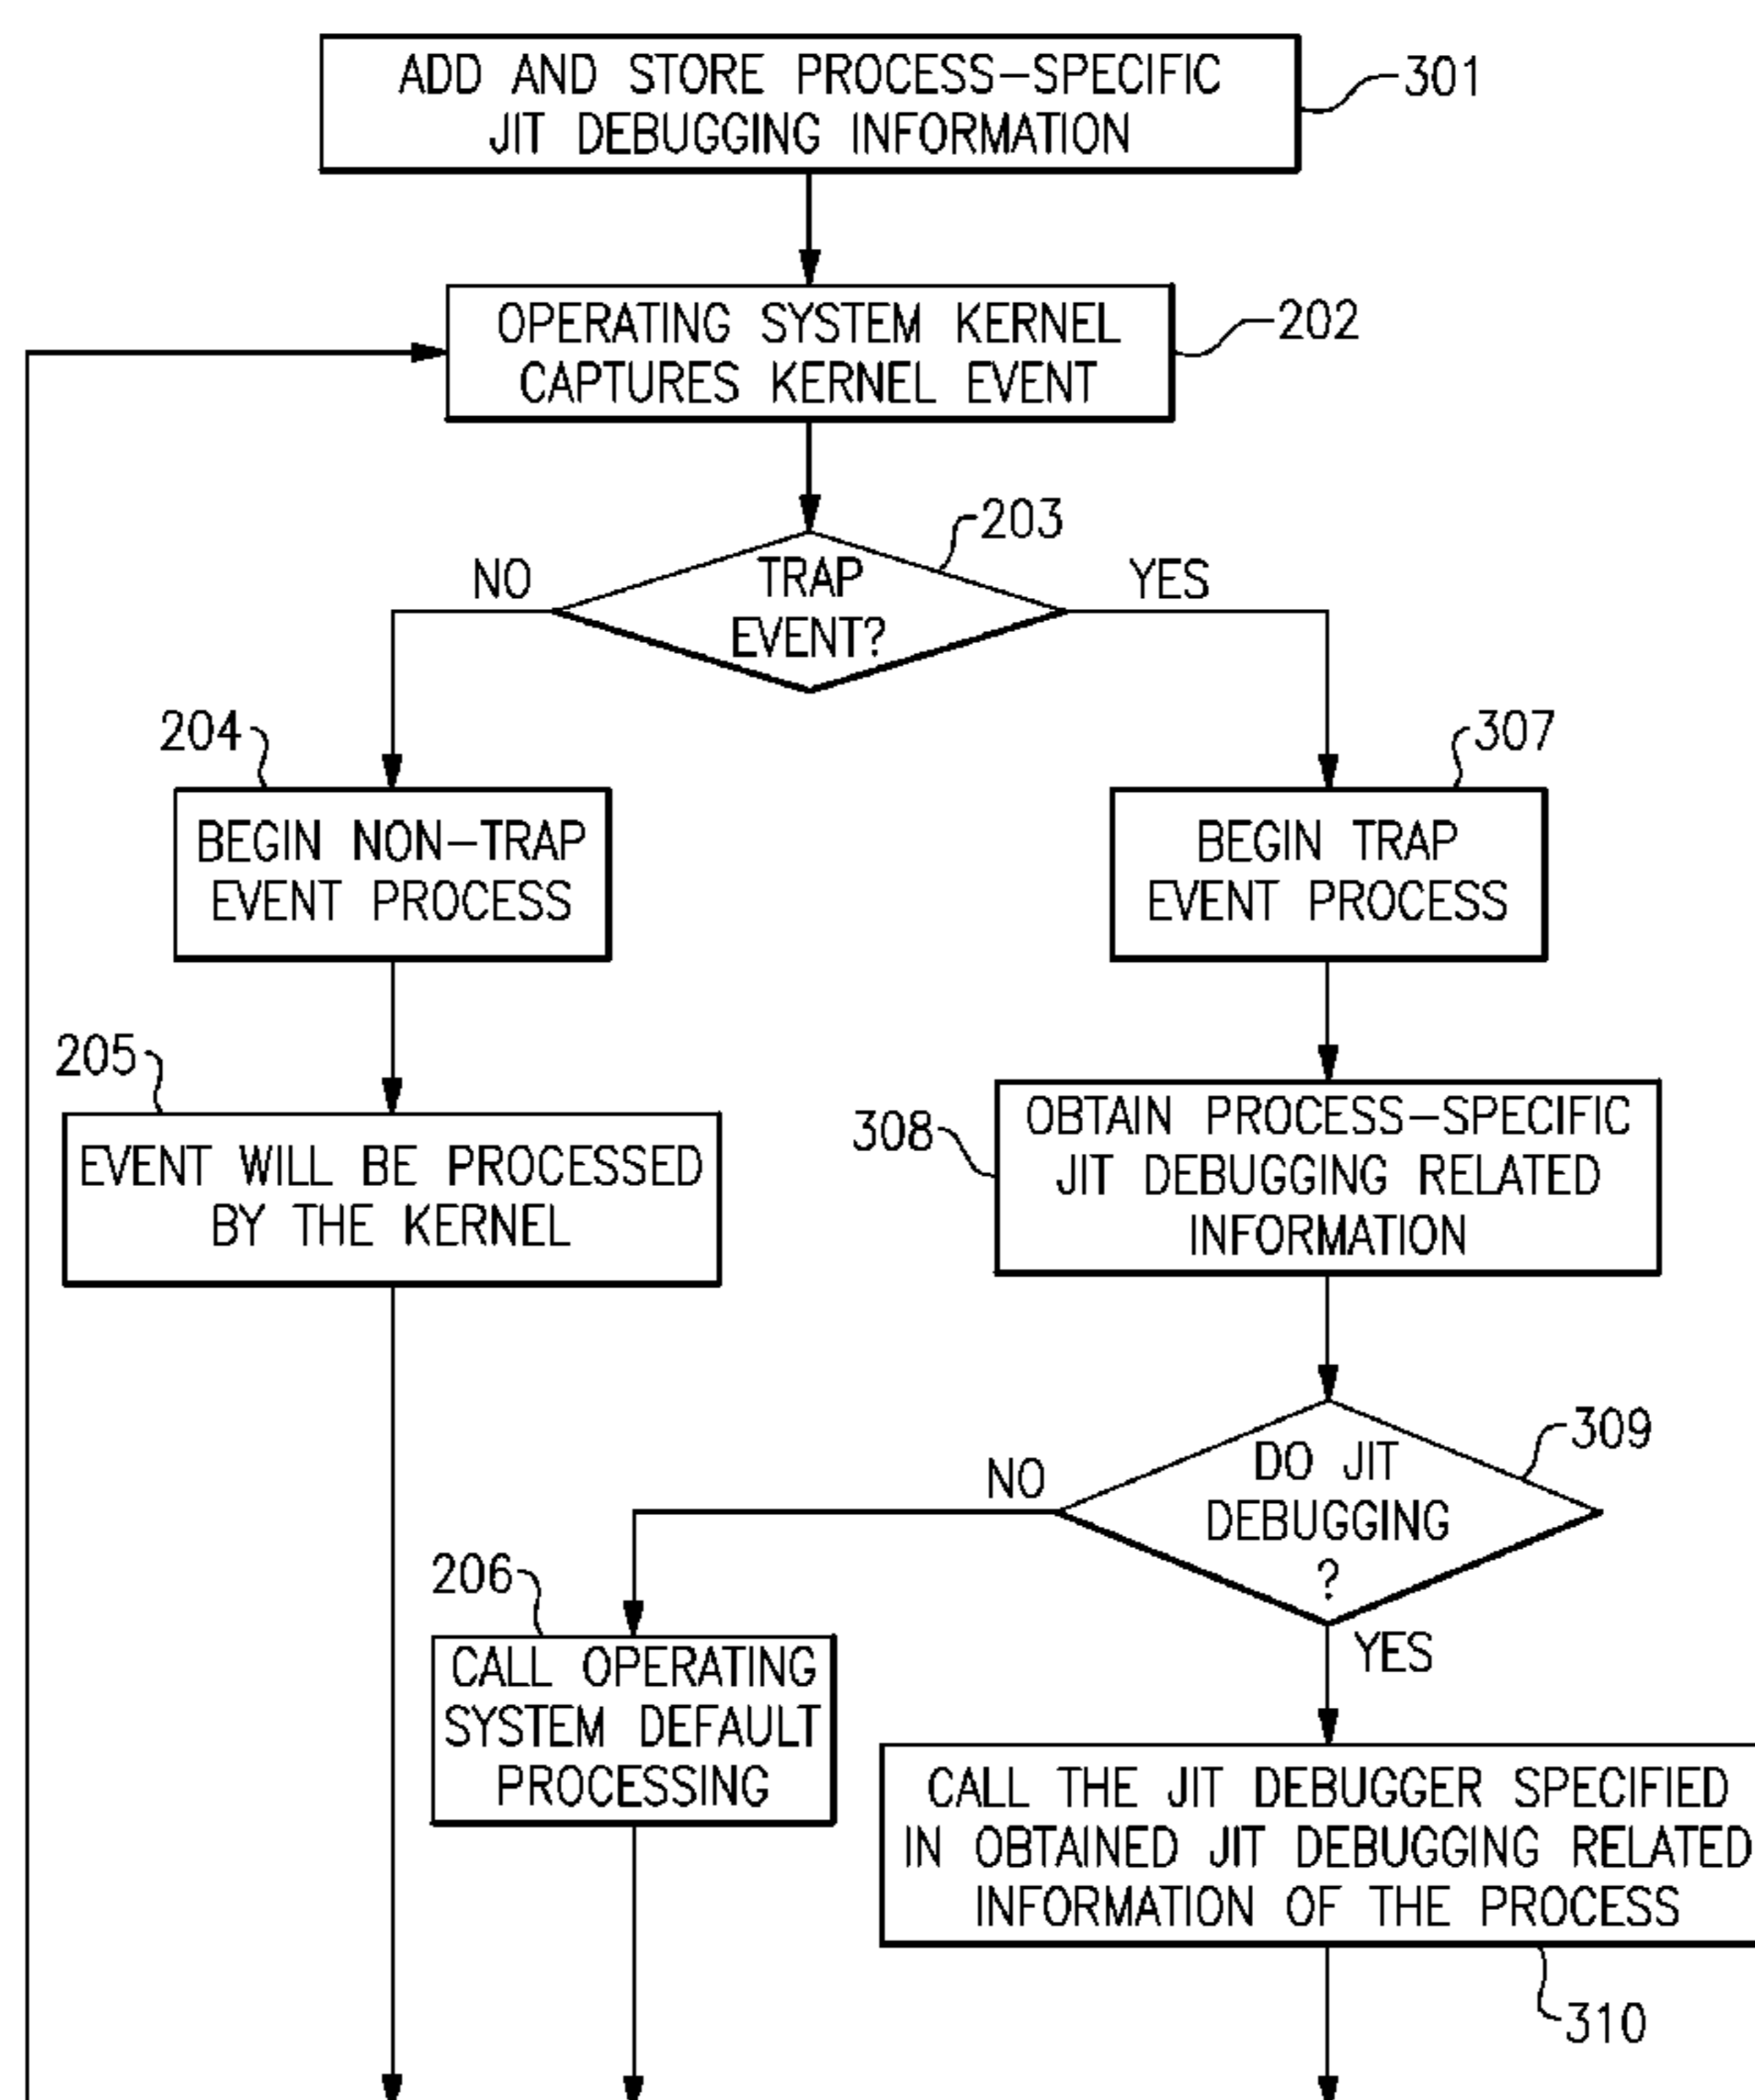 ADD AND STORE PROCESS-SPECIFIC
JIT DEBUGGING INFORMATION
301
OPERATING SYSTEM KERNEL
CAPTURES KERNEL EVENT
202
203
TRAP
EVENT?
NO
YES
204
BEGIN NON-TRAP
EVENT PROCESS
307
BEGIN TRAP
EVENT PROCESS
205
EVENT WILL BE PROCESSED
BY THE KERNEL
308
OBTAIN PROCESS-SPECIFIC
JIT DEBUGGING RELATED
INFORMATION
309
DO JIT
DEBUGGING
?
NO
YES
206
CALL OPERATING
SYSTEM DEFAULT
PROCESSING
CALL THE JIT DEBUGGER SPECIFIED
IN OBTAINED JIT DEBUGGING RELATED
INFORMATION OF THE PROCESS
310